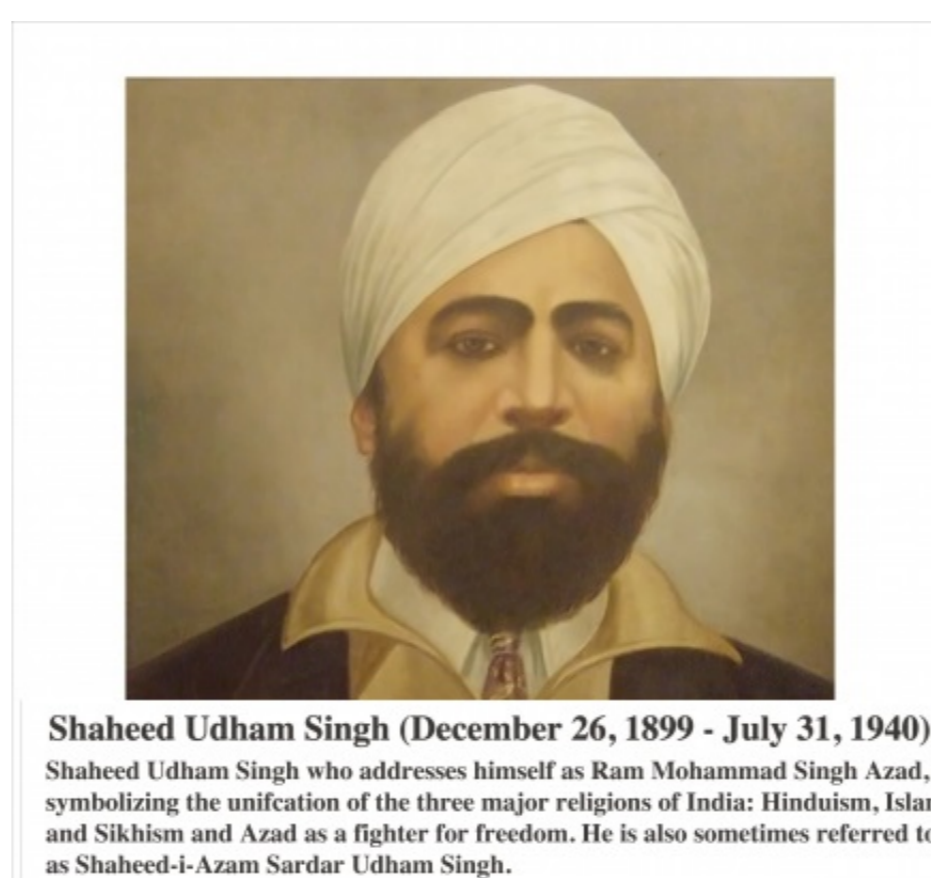 Shaheed Udham Singh (December 26, 1899 - July 31, 1940)
Shaheed Udham Singh who addresses himself as Ram Mohammad Singh Azad,
symbolizing the unifcation of the three major religions of India: Hinduism,
and Sikhism and Azad as a fighter for freedom. He is also sometimes referred
as Shaheed-i-Azam Sardar Udham Singh.